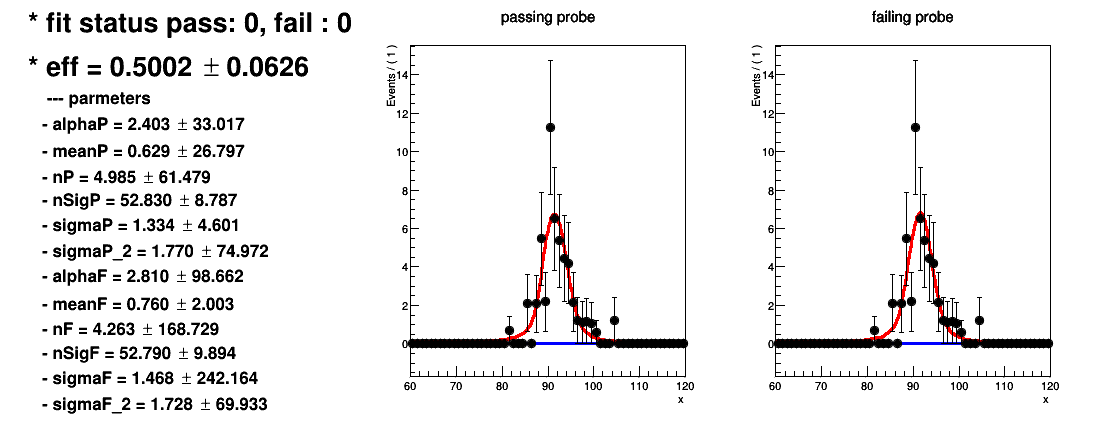 * fit status pass: 0, fail : 0
* eff = 0.5002 ± 0.0626
--- parmeters
- alphaP = 2.403 ± 33.017
- meanP = 0.629 ± 26.797
- nP = 4.985 ± 61.479
- nSigP = 52.830 ± 8.787
- sigmaP = 1.334 ± 4.601
- sigmaP_2 = 1.770 ± 74.972
- alphaF = 2.810 ± 98.662
- meanF = 0.760 ± 2.003
- nF = 4.263 ± 168.729
- nSigF = 52.790 ± 9.894
- sigmaF = 1.468 ± 242.164
- sigmaF_2 = 1.728 ± 69.933
passing probe
Events / ( 1 )
14
12
10
8
6
4
2
0
60 70 80 90 100 110 120
x
failing probe
Events / ( 1 )
14
12
10
8
6
4
2
0
60 70 80 90 100 110 120
x